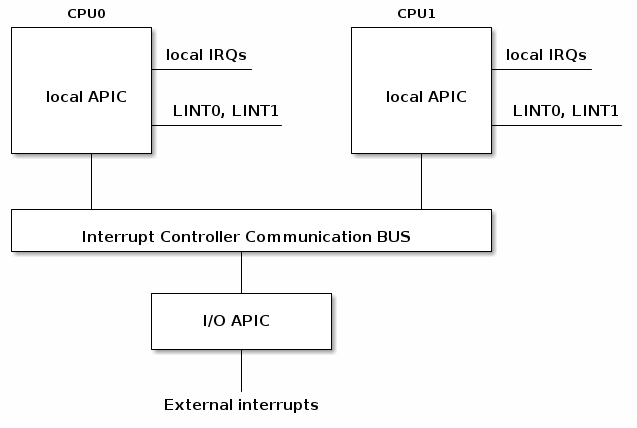 CPU0
CPU1
local IRQs
local IRQs
local APIC
local APIC
LINT0, LINT1
LINT0, LINT1
Interrupt Controller Communication BUS
I/O APIC
External interrupts